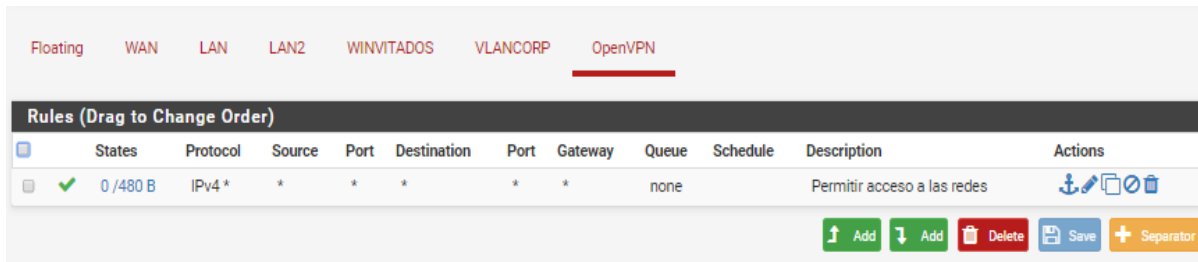 Floating WAN LAN LAN2 WINVITADOS VLANCORP OpenVPN
Rules (Drag to Change Order)
States Protocol Source Port Destination Port Gateway Queue Schedule Description Actions
0 /480 B IPv4 * * * * * * none Permitir acceso a las redes
Add Add Delete Save Separator